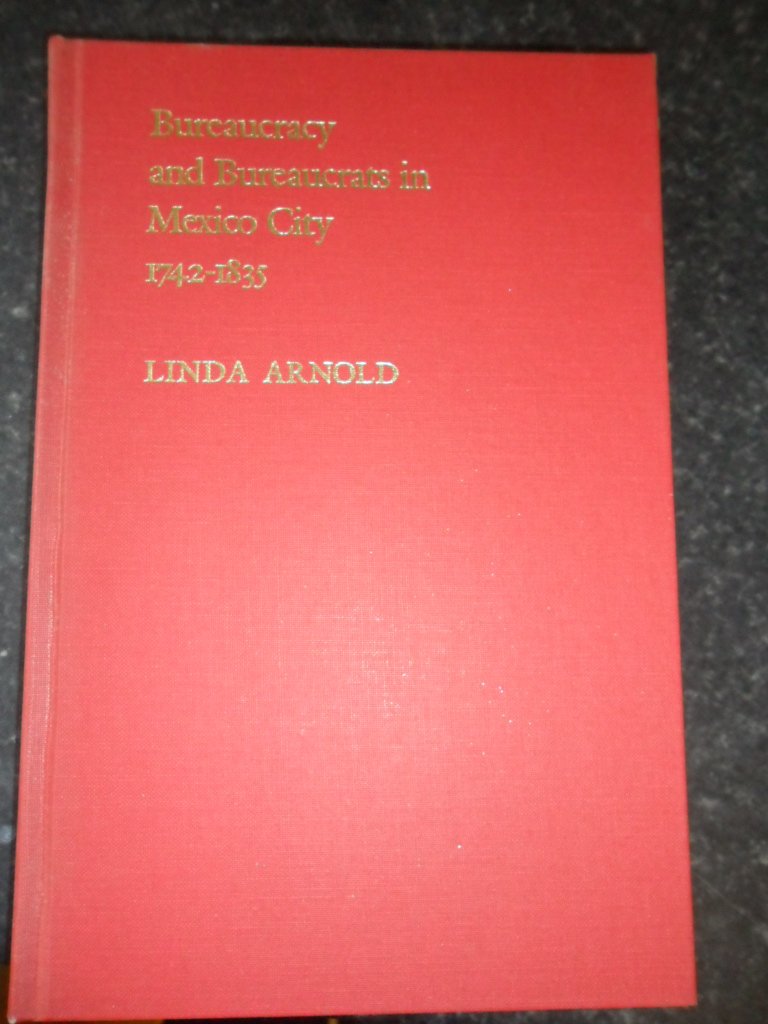 Bureaucracy
and Bureaucrats in
Mexico City
1742-1835
LINDA ARNOLD